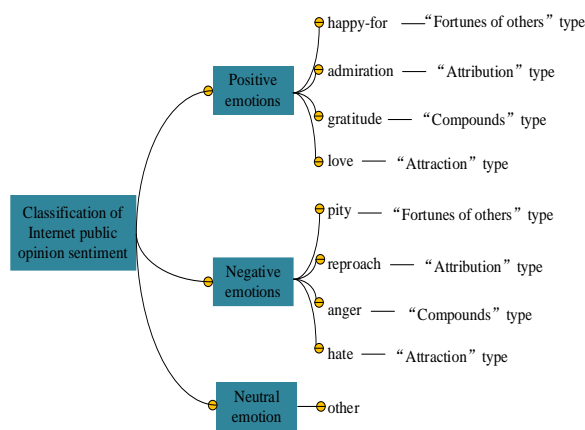 Classification of
Internet public
opinion sentiment
Positive
emotions
happy-for — “Fortunes of others” type
admiration — “Attribution” type
gratitude — “Compounds” type
love — “Attraction” type
Negative
emotions
pity — “Fortunes of others” type
reproach — “Attribution” type
anger — “Compounds” type
hate — “Attraction” type
Neutral
emotion
other